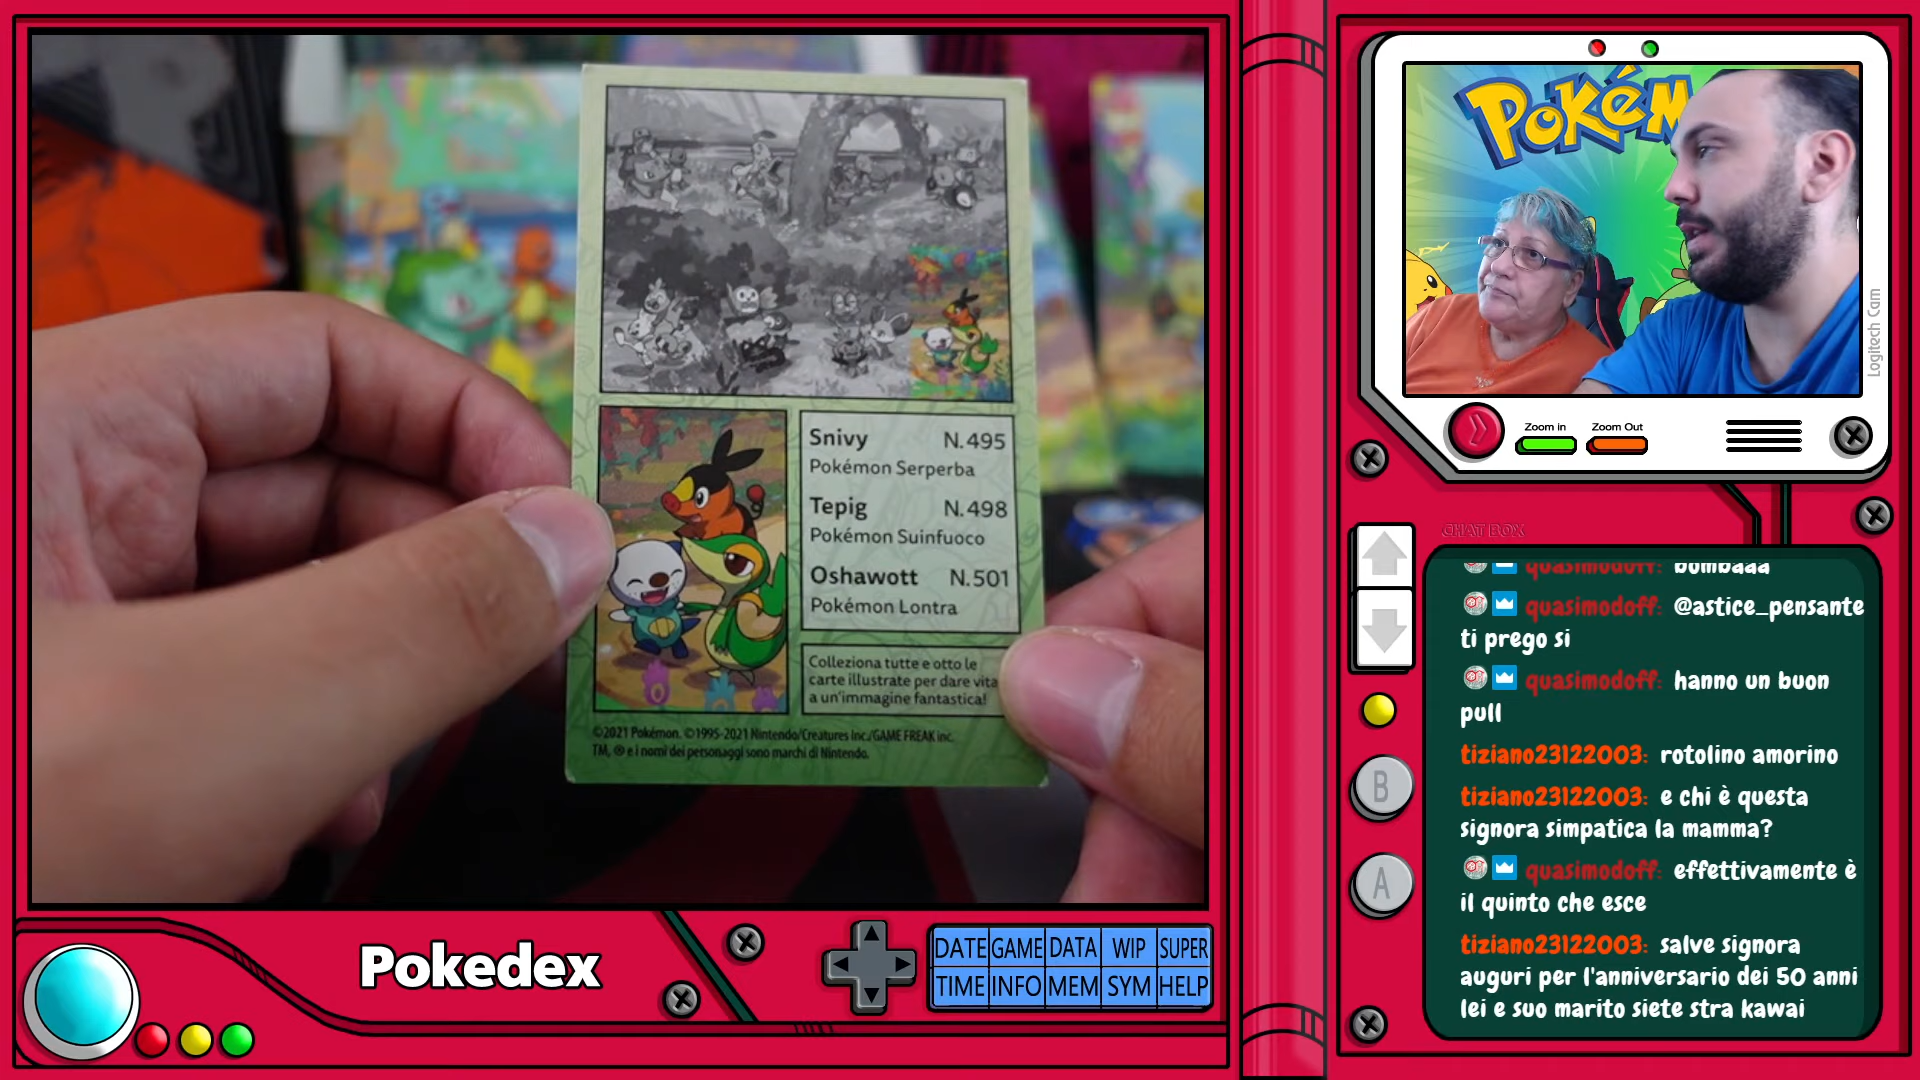 Snivy N.495
Pokémon Serperba
Tepig N.498
Pokémon Suinfuoco
Oshawott N.501
Pokémon Lontra
Colleziona tutte e otto le
carte illustrate per dare vita
a un'immagine fantastica!
©2021 Pokémon. ©1995-2021 Nintendo/Creatures Inc./GAME FREAK inc.
TM, ® e i nomi dei personaggi sono marchi di Nintendo.
Pokedex
DATE GAME DATA WIP SUPER
TIME INFO MEM SYM HELP
POKÉM
Logitech Cam
Zoom in Zoom Out
CHAT BOX
quasimodoff: bombaaa
quasimodoff: @astice_pensante
ti prego si
quasimodoff: hanno un buon
pull
tiziano23122003: rotolino amorino
tiziano23122003: e chi è questa
signora simpatica la mamma?
quasimodoff: effettivamente è
il quinto che esce
tiziano23122003: salve signora
auguri per l'anniversario dei 50 anni
lei e suo marito siete stra kawai
B
A